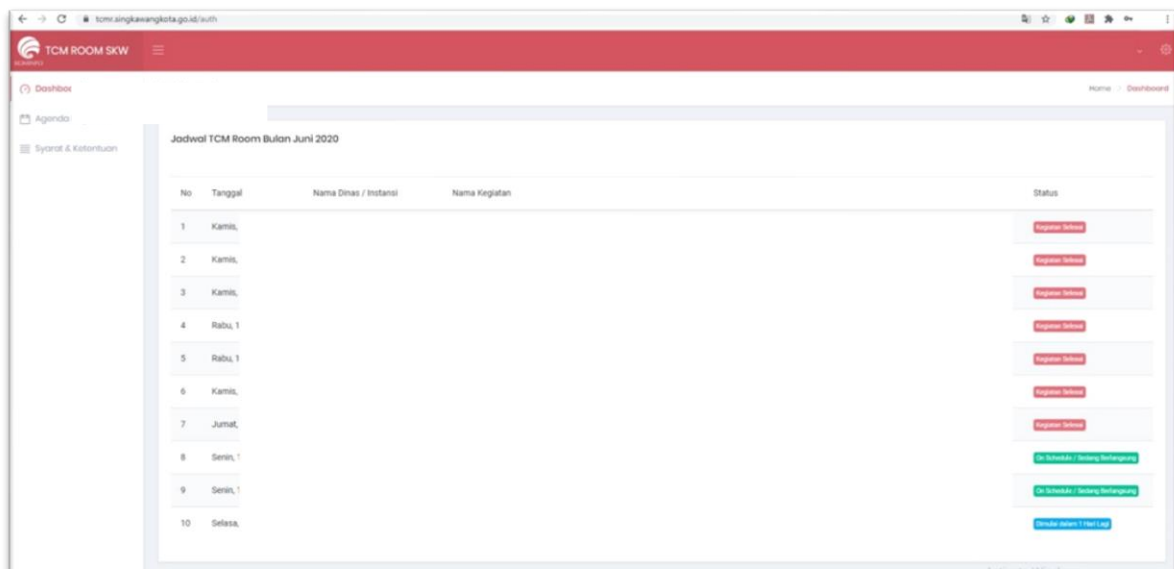 tcmr.singkawangkota.go.id/auth
TCM ROOM SKW
Home / Dashboard
Agenda
Syarat & Ketentuan
Jadwal TCM Room Bulan Juni 2020
No Tanggal Nama Dinas / Instansi Nama Kegiatan Status
1 Kamis, Kegiatan Selesai
2 Kamis, Kegiatan Selesai
3 Kamis, Kegiatan Selesai
4 Rabu, 1 Kegiatan Selesai
5 Rabu, 1 Kegiatan Selesai
6 Kamis, Kegiatan Selesai
7 Jumat, Kegiatan Selesai
8 Senin, 1 On Schedule / Sedang Berlangsung
9 Senin, 1 On Schedule / Sedang Berlangsung
10 Selasa, Dimulai dalam 1 Hari Lagi